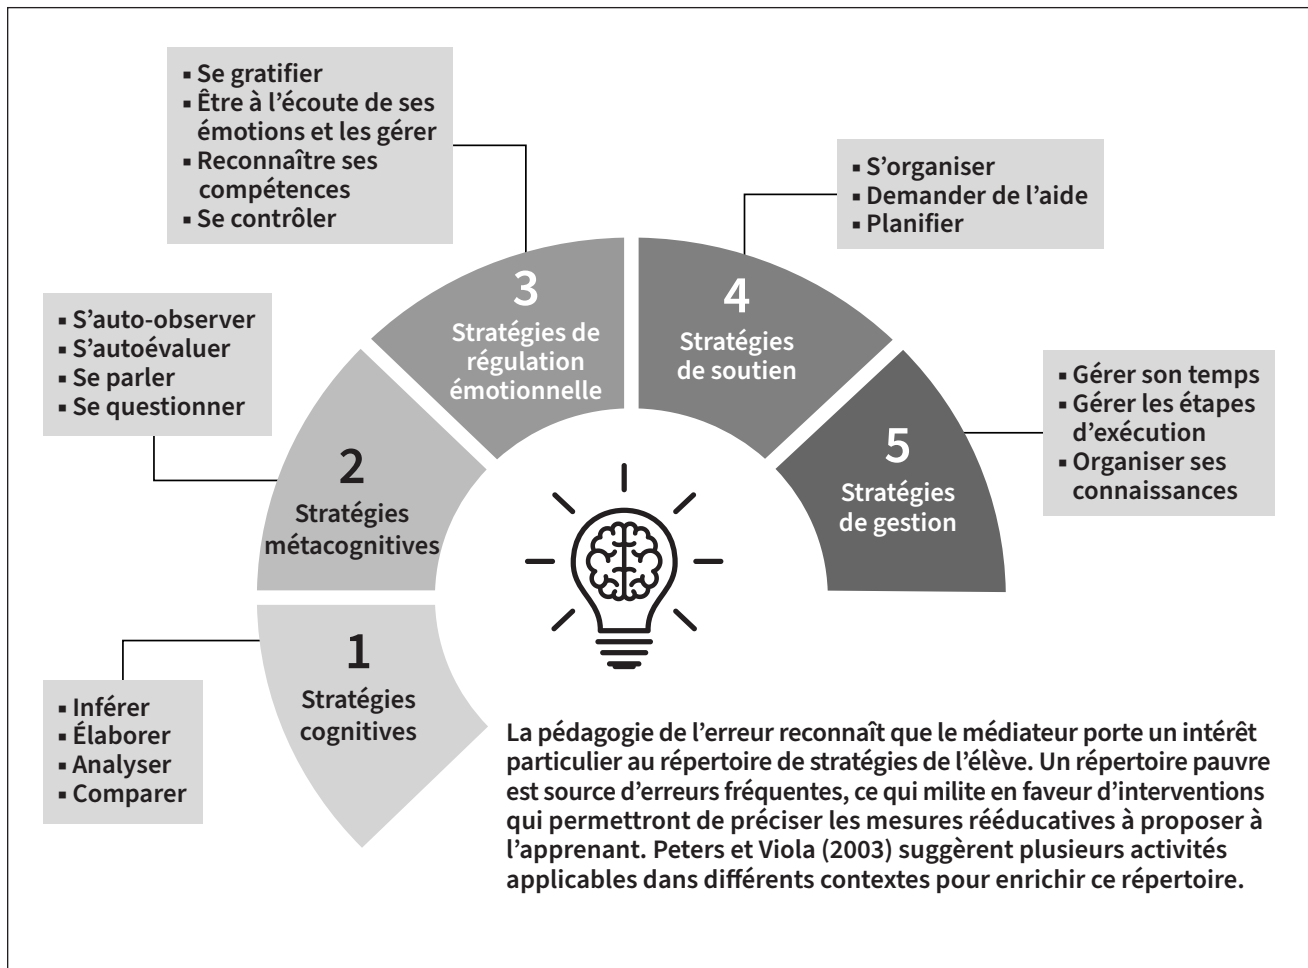 ▪ Se gratifier
▪ Être à l’écoute de ses
émotions et les gérer
▪ Reconnaître ses
compétences
▪ Se contrôler
▪ S’organiser
▪ Demander de l’aide
▪ Planifier
▪ S’auto-observer
▪ S’autoévaluer
▪ Se parler
▪ Se questionner
3
Stratégies de
régulation
émotionnelle
4
Stratégies
de soutien
▪ Gérer son temps
▪ Gérer les étapes
d’exécution
▪ Organiser ses
connaissances
2
Stratégies
métacognitives
5
Stratégies
de gestion
1
Stratégies
cognitives
▪ Inférer
▪ Élaborer
▪ Analyser
▪ Comparer
La pédagogie de l’erreur reconnaît que le médiateur porte un intérêt
particulier au répertoire de stratégies de l’élève. Un répertoire pauvre
est source d’erreurs fréquentes, ce qui milite en faveur d’interventions
qui permettront de préciser les mesures rééducatives à proposer à
l’apprenant. Peters et Viola (2003) suggèrent plusieurs activités
applicables dans différents contextes pour enrichir ce répertoire.